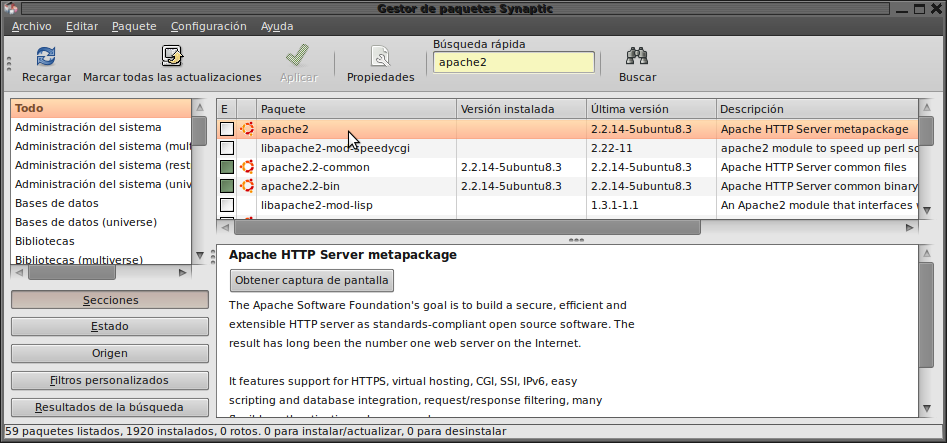 Gestor de paquetes Synaptic
Archivo Editar Paquete Configuración Ayuda
Recargar Marcar todas las actualizaciones Aplicar Propiedades Búsqueda rápida Buscar
apache2
Todo
Administración del sistema
Administración del sistema (mult
Administración del sistema (rest
Administración del sistema (univ
Bases de datos
Bases de datos (universe)
Bibliotecas
Bibliotecas (multiverse)
Secciones
Estado
Origen
Filtros personalizados
Resultados de la búsqueda
E Paquete Versión instalada Última versión Descripción
apache2 2.2.14-5ubuntu8.3 Apache HTTP Server metapackage
libapache2-mod-speedycgi 2.22-11 apache2 module to speed up perl sc
apache2.2-common 2.2.14-5ubuntu8.3 2.2.14-5ubuntu8.3 Apache HTTP Server common files
apache2.2-bin 2.2.14-5ubuntu8.3 2.2.14-5ubuntu8.3 Apache HTTP Server common binary
libapache2-mod-lisp 1.3.1-1.1 An Apache2 module that interfaces w
Apache HTTP Server metapackage
Obtener captura de pantalla
The Apache Software Foundation's goal is to build a secure, efficient and
extensible HTTP server as standards-compliant open source software. The
result has long been the number one web server on the Internet.
It features support for HTTPS, virtual hosting, CGI, SSI, IPv6, easy
scripting and database integration, request/response filtering, many
59 paquetes listados, 1920 instalados, 0 rotos. 0 para instalar/actualizar, 0 para desinstalar